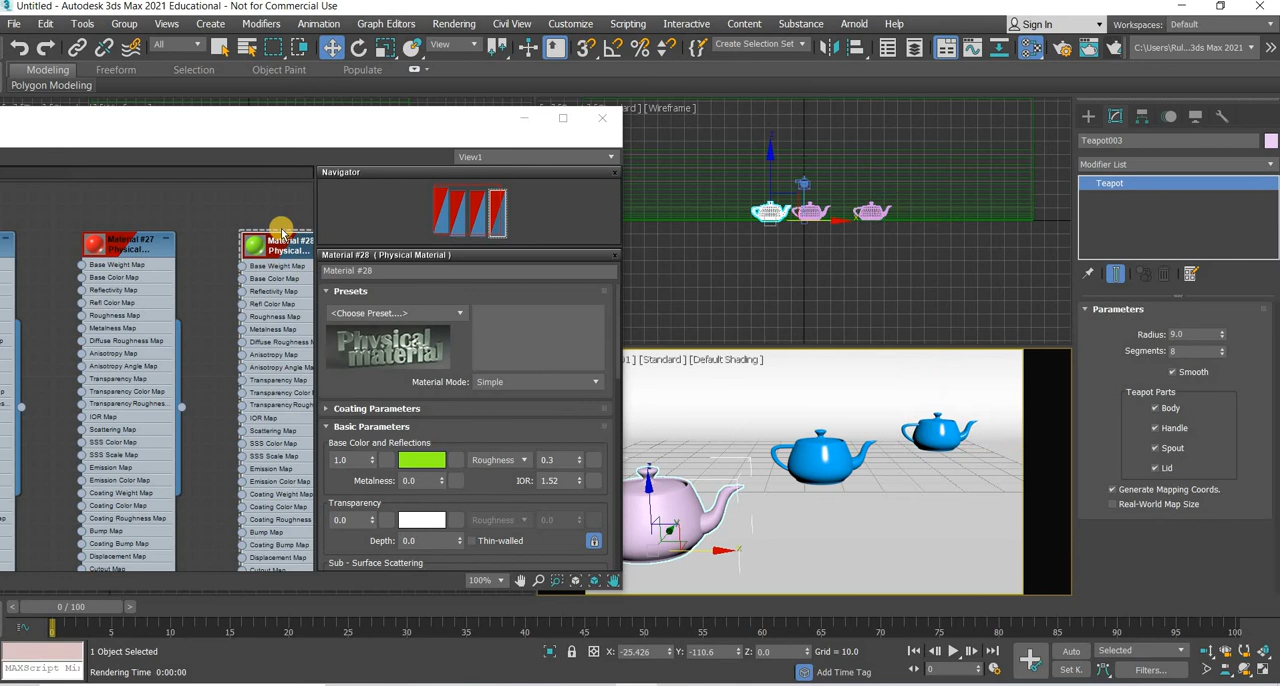 Untitled - Autodesk 3ds Max 2021 Educational - Not for Commercial Use
File Edit Tools Group Views Create Modifiers Animation Graph Editors Rendering Civil View Customize Scripting Interactive Content Substance Arnold Help Sign In Workspaces: Default
All View Create Selection Set C:\Users\Rul...3ds Max 2021
Modeling Freeform Selection Object Paint Populate
Polygon Modeling
[Wireframe]
View1
Navigator
Material #27
Physical...
Base Weight Map
Base Color Map
Reflectivity Map
Refl Color Map
Roughness Map
Metalness Map
Diffuse Roughness Map
Anisotropy Map
Anisotropy Angle Map
Transparency Map
Transparency Color Map
Transparency Roughnes...
IOR Map
Scattering Map
SSS Color Map
SSS Scale Map
Emission Map
Emission Color Map
Coating Weight Map
Coating Color Map
Coating Roughness Map
Bump Map
Coating Bump Map
Displacement Map
Cutout Map
Material #28
Physical...
Base Weight Map
Base Color Map
Reflectivity Map
Refl Color Map
Roughness Map
Metalness Map
Diffuse Roughness M
Anisotropy Map
Anisotropy Angle Ma
Transparency Map
Transparency Color
Transparency Rough
IOR Map
Scattering Map
SSS Color Map
SSS Scale Map
Emission Map
Emission Color Map
Coating Weight Map
Coating Color Map
Coating Roughness
Bump Map
Coating Bump Map
Displacement Map
Cutout Map
Material #28 ( Physical Material )
Material #28
Presets
<Choose Preset....>
Physical material
Material Mode: Simple
Coating Parameters
Basic Parameters
Base Color and Reflections
1.0 Roughness 0.3
Metalness: 0.0 IOR: 1.52
Transparency
0.0 Roughness 0.0
Depth: 0.0 Thin-walled
Sub - Surface Scattering
100%
01 ] [Standard ] [Default Shading ]
Teapot003
Modifier List
Teapot
Parameters
Radius: 9.0
Segments: 8
Smooth
Teapot Parts
Body
Handle
Spout
Lid
Generate Mapping Coords.
Real-World Map Size
< 0 / 100 >
0 5 10 15 20 25 30 35 40 45 50 55 60 65 70 75 80 85 90 95 100
1 Object Selected X: -25.426 Y: -110.6 Z: 0.0 Grid = 10.0 Auto Selected
MAXScript Mi Rendering Time 0:00:00 Add Time Tag 0 Set K. Filters...